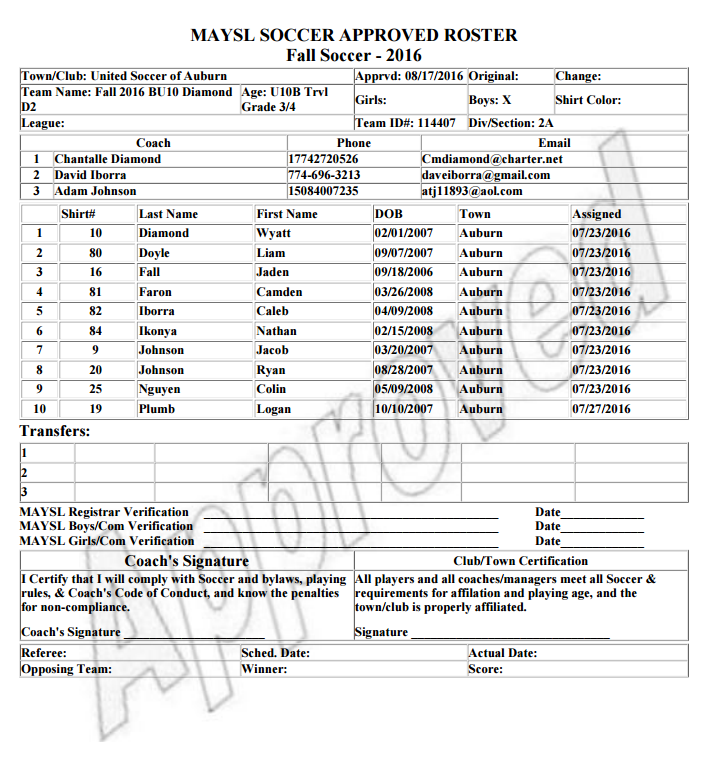 MAYSL SOCCER APPROVED ROSTER
Fall Soccer - 2016
Town/Club: United Soccer of Auburn Apprvd: 08/17/2016 Original: Change:
Team Name: Fall 2016 BU10 Diamond D2 Age: U10B Trvl Grade 3/4 Girls: Boys: X Shirt Color:
League: Team ID#: 114407 Div/Section: 2A
Coach Phone Email
1 Chantalle Diamond 17742720526 Cmdiamond@charter.net
2 David Iborra 774-696-3213 daveiborra@gmail.com
3 Adam Johnson 15084007235 atj11893@aol.com
Shirt# Last Name First Name DOB Town Assigned
1 10 Diamond Wyatt 02/01/2007 Auburn 07/23/2016
2 80 Doyle Liam 09/07/2007 Auburn 07/23/2016
3 16 Fall Jaden 09/18/2006 Auburn 07/23/2016
4 81 Faron Camden 03/26/2008 Auburn 07/23/2016
5 82 Iborra Caleb 04/09/2008 Auburn 07/23/2016
6 84 Ikonya Nathan 02/15/2008 Auburn 07/23/2016
7 9 Johnson Jacob 03/20/2007 Auburn 07/23/2016
8 20 Johnson Ryan 08/28/2007 Auburn 07/23/2016
9 25 Nguyen Colin 05/09/2008 Auburn 07/23/2016
10 19 Plumb Logan 10/10/2007 Auburn 07/27/2016
Transfers:
1
2
3
MAYSL Registrar Verification Date
MAYSL Boys/Com Verification Date
MAYSL Girls/Com Verification Date
Coach's Signature Club/Town Certification
I Certify that I will comply with Soccer and bylaws, playing rules, & Coach's Code of Conduct, and know the penalties for non-compliance.
All players and all coaches/managers meet all Soccer & requirements for affilation and playing age, and the town/club is properly affiliated.
Coach's Signature Signature
Referee: Sched. Date: Actual Date:
Opposing Team: Winner: Score:
Approved